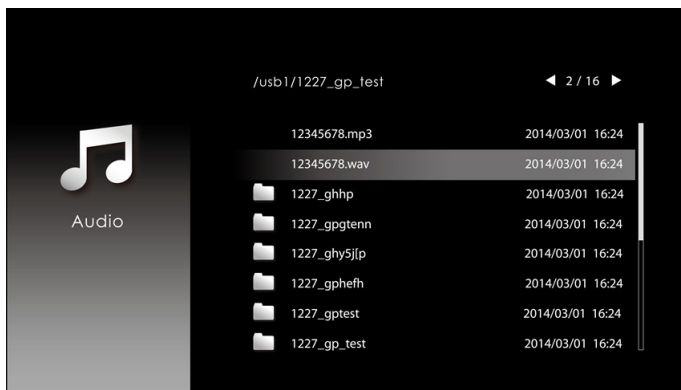 /usb1/1227_gp_test ◀ 2 / 16 ▶
12345678.mp3 2014/03/01 16:24
12345678.wav 2014/03/01 16:24
1227_ghhp 2014/03/01 16:24
Audio
1227_gpgtenn 2014/03/01 16:24
1227_ghy5j[p 2014/03/01 16:24
1227_gphefh 2014/03/01 16:24
1227_gptest 2014/03/01 16:24
1227_gp_test 2014/03/01 16:24